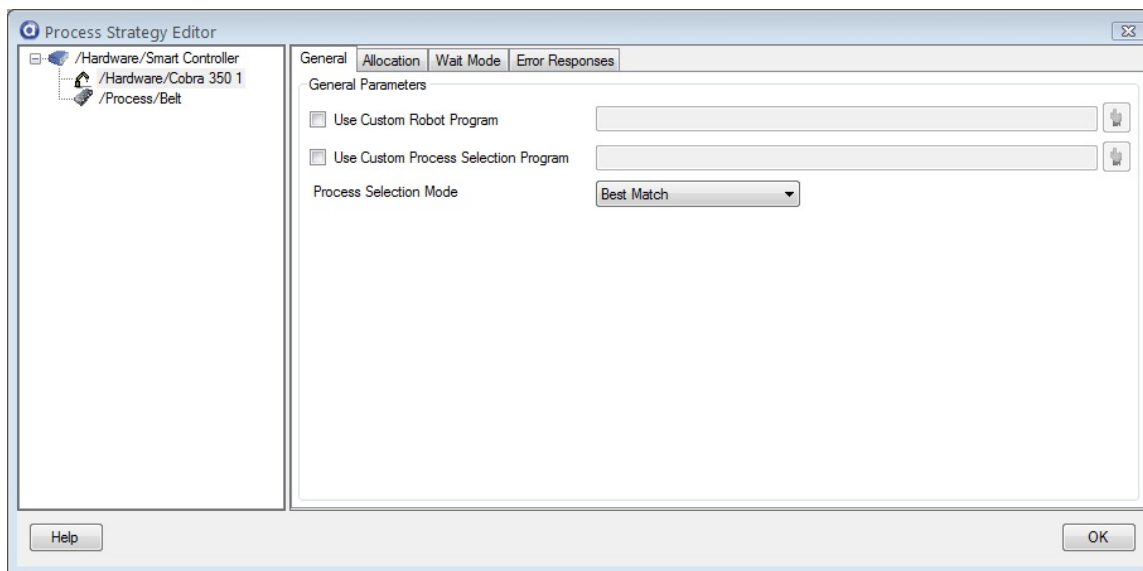 Process Strategy Editor
/Hardware/Smart Controller
/Hardware/Cobra 350 1
/Process/Belt
General Allocation Wait Mode Error Responses
General Parameters
Use Custom Robot Program
Use Custom Process Selection Program
Process Selection Mode Best Match
Help OK